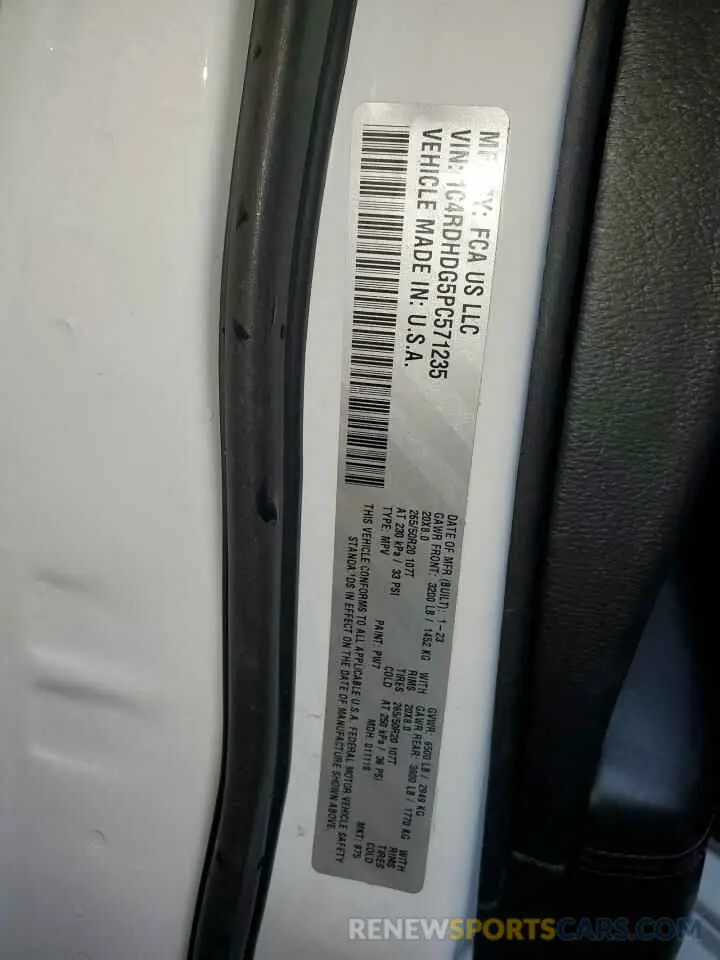 MF Y: FCA US LLC
VIN: 1C4RDHDG5PC571235
VEHICLE MADE IN: U.S.A.
DATE OF MFR (BUILT): 1-23 GVWR: 6500 LB / 2949 KG
GAWR FRONT: 3200 LB / 1452 KG WITH GAWR REAR: 3900 LB / 1770 KG WITH
20X8.0 RIMS 20X8.0 RIMS
265/50R20 107T TIRES 265/50R20 107T TIRES
AT 230 kPa / 33 PSI COLD AT 250 kPa / 36 PSI COLD
TYPE: MPV PAINT: PW7 MDH: 011118 MKT: 975
THIS VEHICLE CONFORMS TO ALL APPLICABLE U.S.A. FEDERAL MOTOR VEHICLE SAFETY
STANDA DS IN EFFECT ON THE DATE OF MANUFACTURE SHOWN ABOVE.
RENEWSPORTSCARS.COM